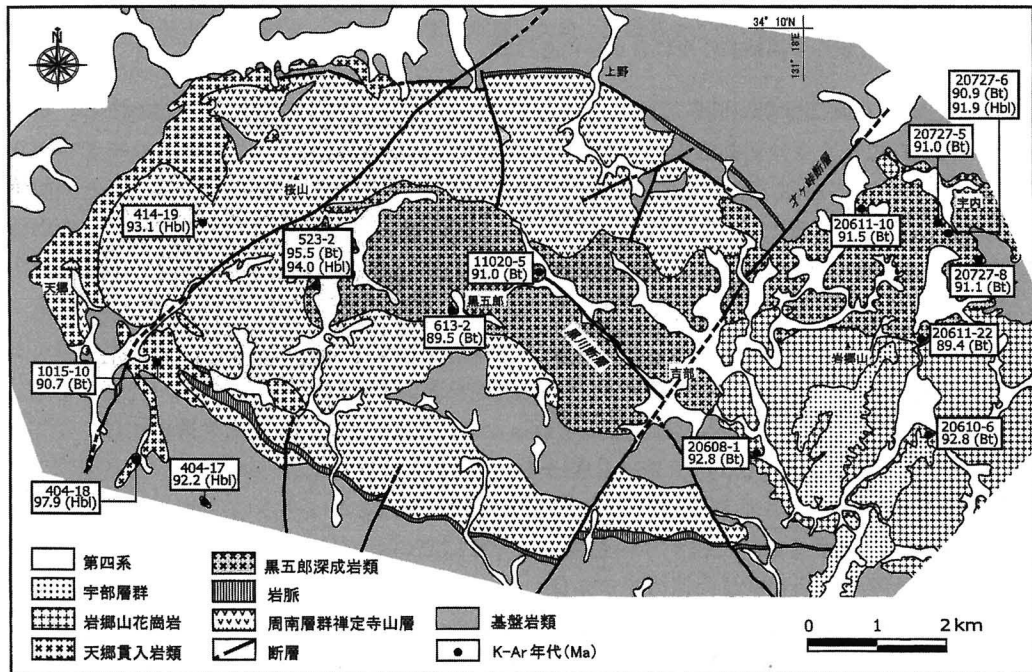 N
34° 10′N
131° 18′E
上野
桜山
才ヶ峠断層
宇内
天郷
黒五郎
吉部
岩郷山
20727-6
90.9 (Bt)
91.9 (Hbl)
20727-5
91.0 (Bt)
414-19
93.1 (Hbl)
523-2
95.5 (Bt)
94.0 (Hbl)
11020-5
91.0 (Bt)
20611-10
91.5 (Bt)
20727-8
91.1 (Bt)
613-2
89.5 (Bt)
20611-22
89.4 (Bt)
1015-10
90.7 (Bt)
20608-1
92.8 (Bt)
20610-6
92.8 (Bt)
404-17
92.2 (Hbl)
404-18
97.9 (Hbl)
第四系
宇部層群
岩郷山花崗岩
天郷貫入岩類
黒五郎深成岩類
岩脈
周南層群禅定寺山層
断層
基盤岩類
K-Ar年代(Ma)
0 1 2km